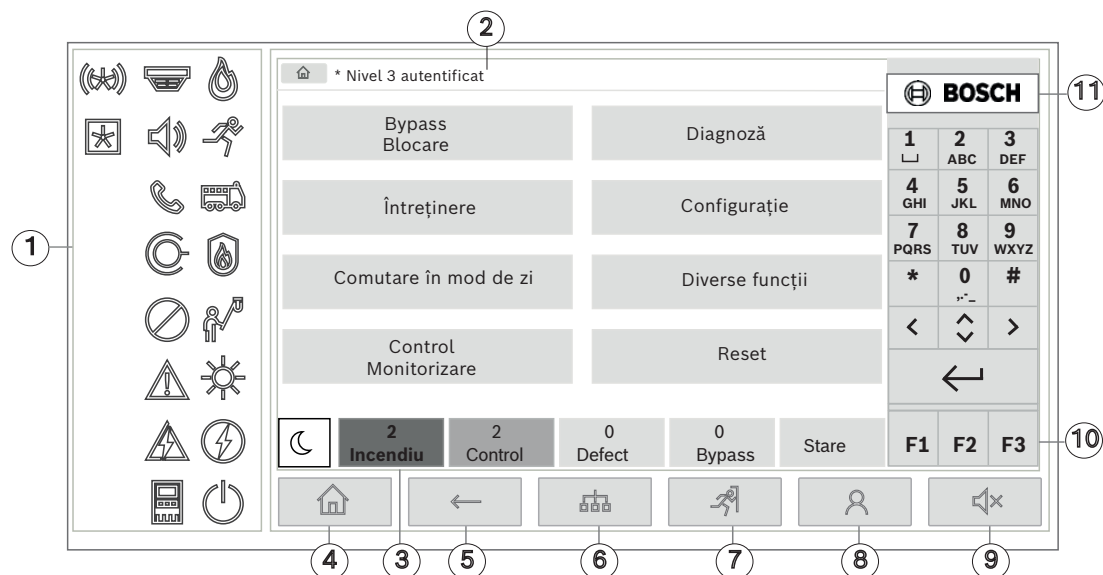 2
* Nivel 3 autentificat
1
11
BOSCH
Bypass
Blocare
Diagnoză
Întreținere
Configurație
Comutare în mod de zi
Diverse funcții
Control
Monitorizare
Reset
1 2 3
ABC DEF
4 5 6
GHI JKL MNO
7 8 9
PQRS TUV WXYZ
* 0 #
,.-_
< >
2 2 0 0
Incendiu Control Defect Bypass Stare
F1 F2 F3
10
4 3 5 6 7 8 9